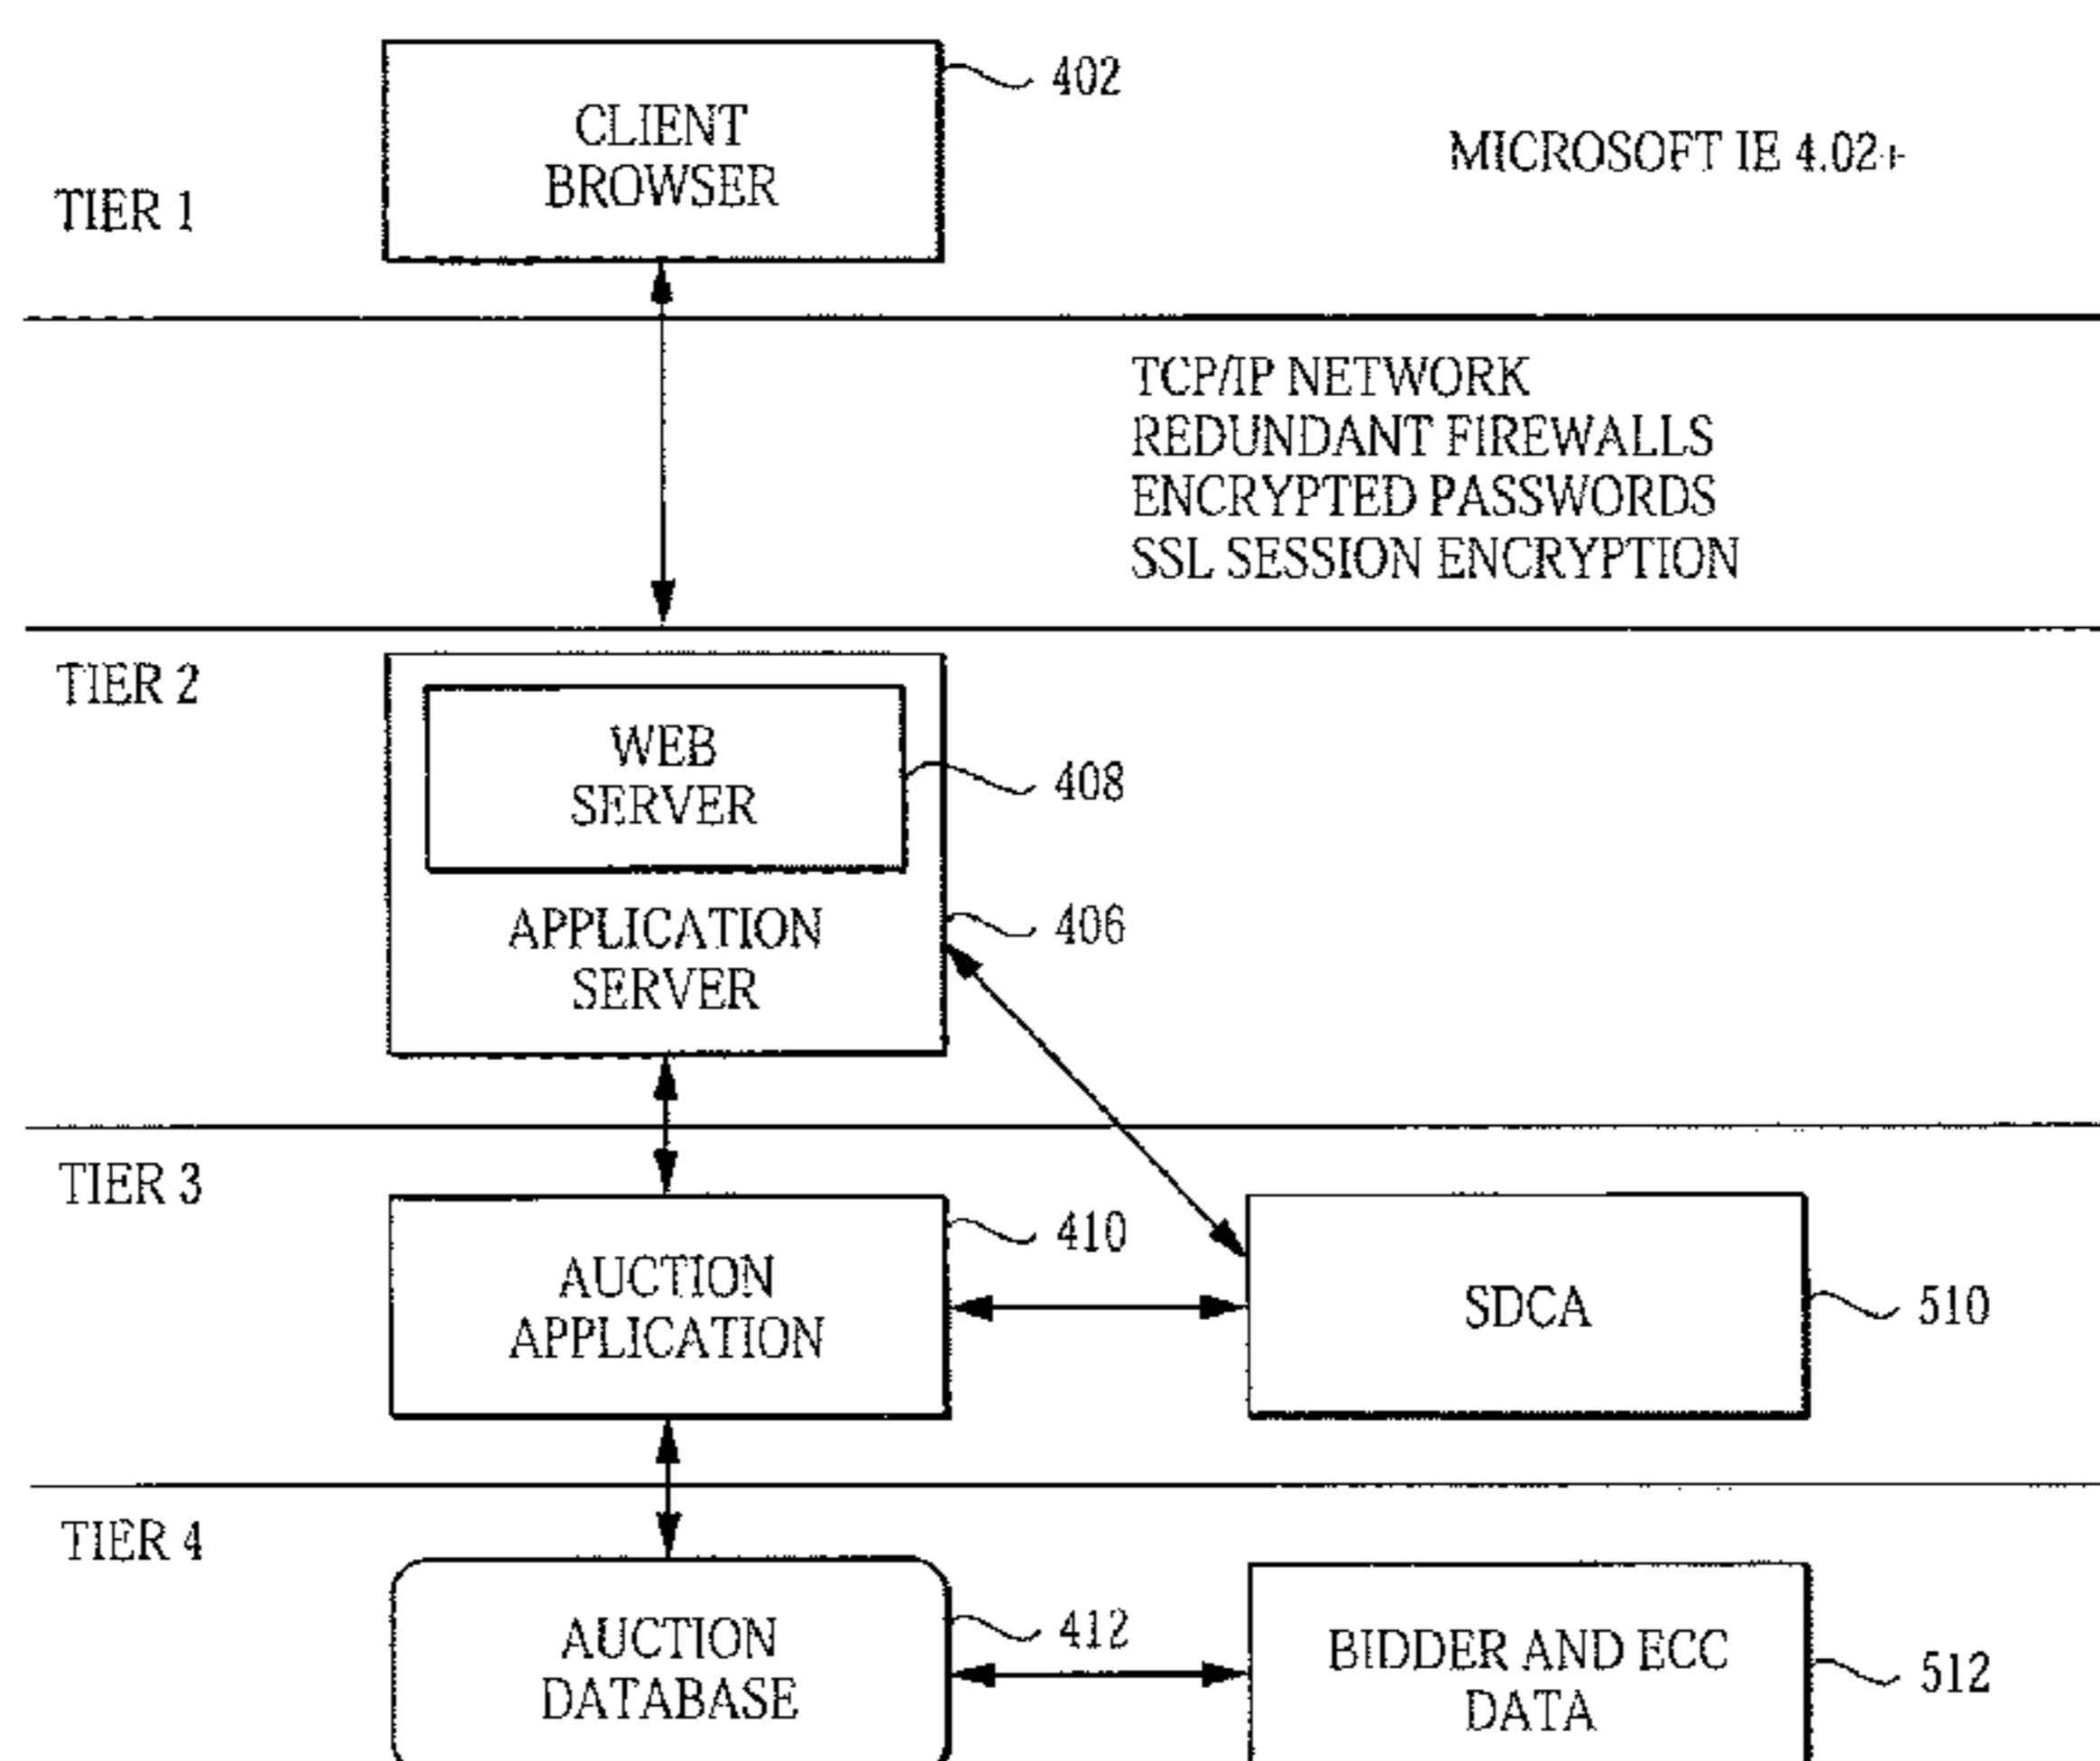 402
CLIENT
BROWSER
MICROSOFT IE 4.02+
TIER 1
TCP/IP NETWORK
REDUNDANT FIREWALLS
ENCRYPTED PASSWORDS
SSL SESSION ENCRYPTION
TIER 2
WEB
SERVER
408
APPLICATION
SERVER
406
TIER 3
AUCTION
APPLICATION
410
SDCA
510
TIER 4
AUCTION
DATABASE
412
BIDDER AND ECC
DATA
512